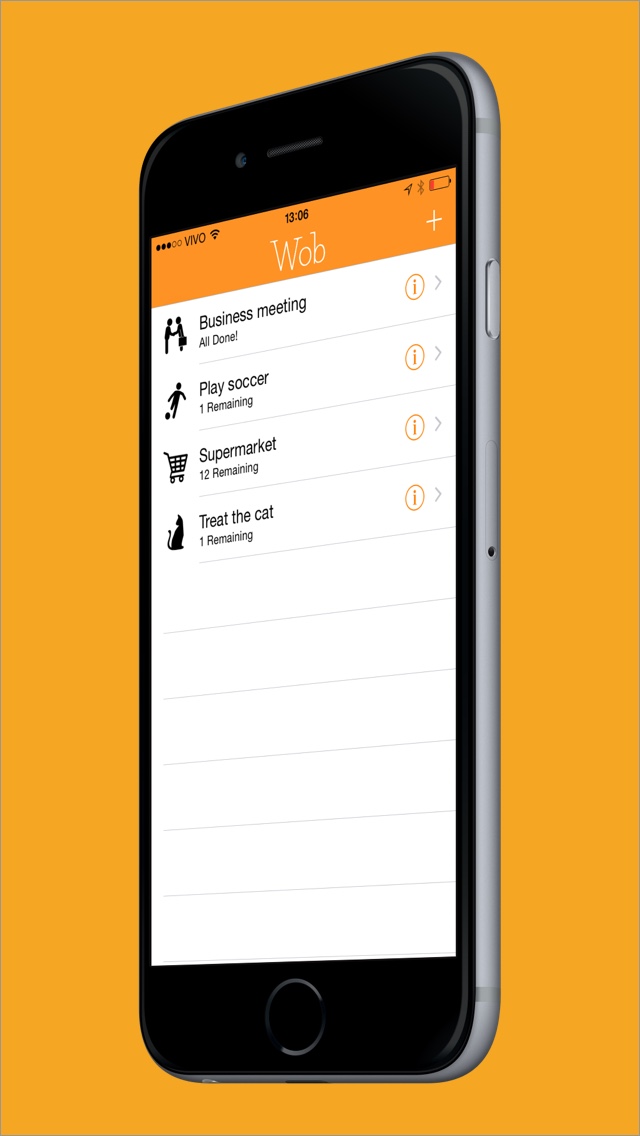 VIVO
13:06
Wob
Business meeting
All Done!
Play soccer
1 Remaining
Supermarket
12 Remaining
Treat the cat
1 Remaining